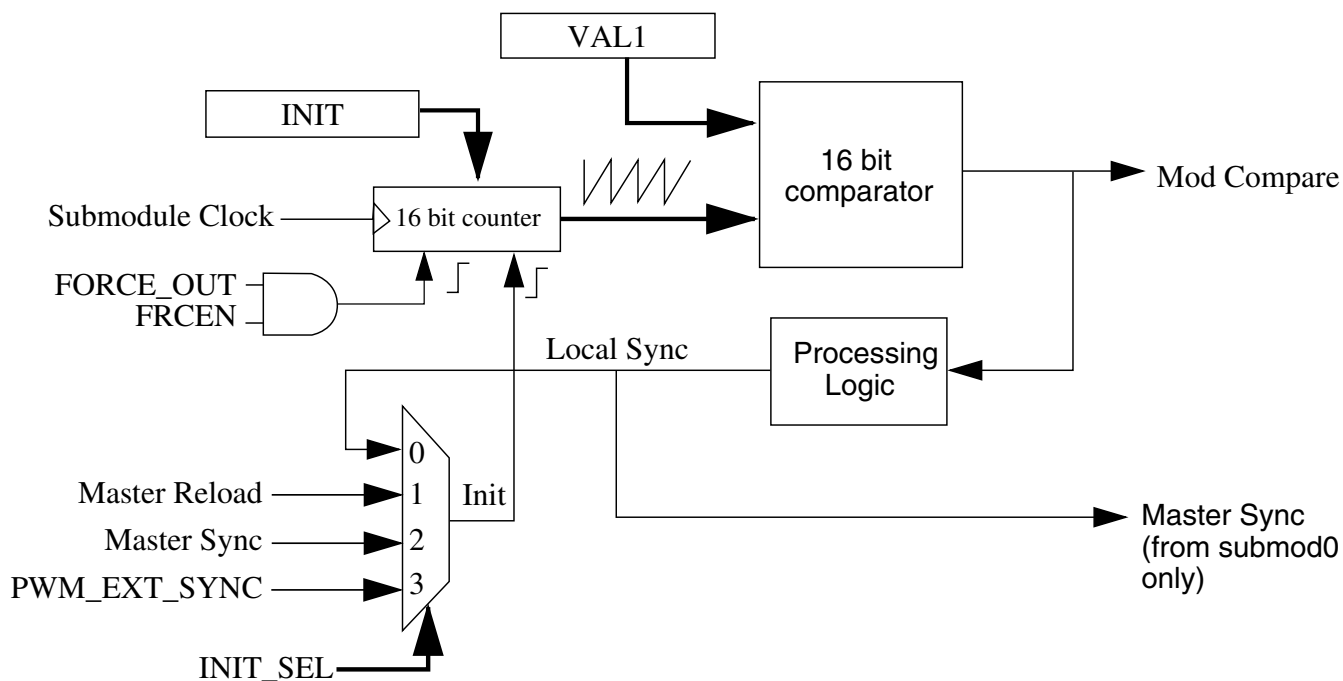 VAL1
INIT
16 bit
comparator
Mod Compare
Submodule Clock
16 bit counter
FORCE_OUT
FRCEN
Local Sync
Processing
Logic
0
Master Reload
1
Init
Master Sync
2
PWM_EXT_SYNC
3
Master Sync
(from submod0
only)
INIT_SEL